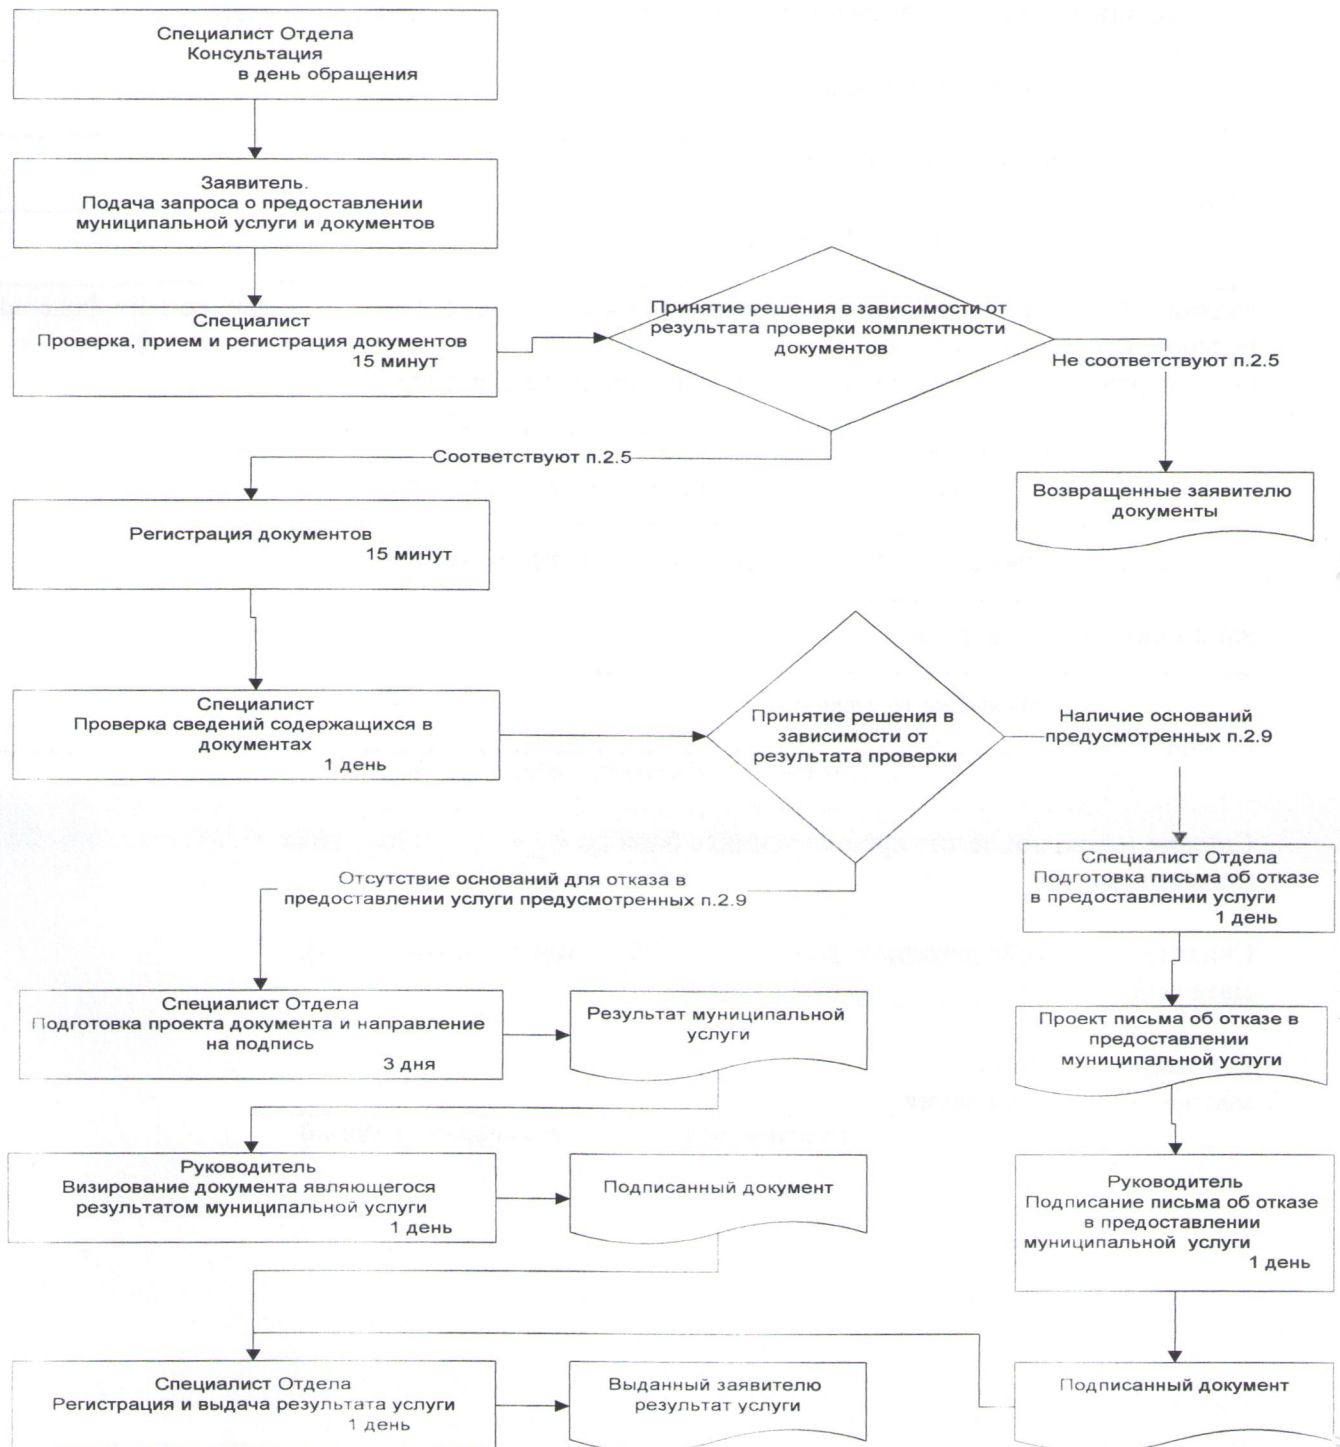 Специалист Отдела
Консультация
в день обращения
Заявитель.
Подача запроса о предоставлении
муниципальной услуги и документов
Специалист
Проверка, прием и регистрация документов
15 минут
Принятие решения в зависимости от
результата проверки комплектности
документов
Не соответствуют п.2.5
Соответствуют п.2.5
Возвращенные заявителю
документы
Регистрация документов
15 минут
Специалист
Проверка сведений содержащихся в
документах
1 день
Принятие решения в
зависимости от
результата проверки
Наличие оснований
предусмотренных п.2.9
Отсутствие оснований для отказа в
предоставлении услуги предусмотренных п.2.9
Специалист Отдела
Подготовка письма об отказе
в предоставлении услуги
1 день
Специалист Отдела
Подготовка проекта документа и направление
на подпись
3 дня
Результат муниципальной
услуги
Проект письма об отказе в
предоставлении
муниципальной услуги
Руководитель
Визирование документа являющегося
результатом муниципальной услуги
1 день
Подписанный документ
Руководитель
Подписание письма об отказе
в предоставлении
муниципальной услуги
1 день
Специалист Отдела
Регистрация и выдача результата услуги
1 день
Выданный заявителю
результат услуги
Подписанный документ